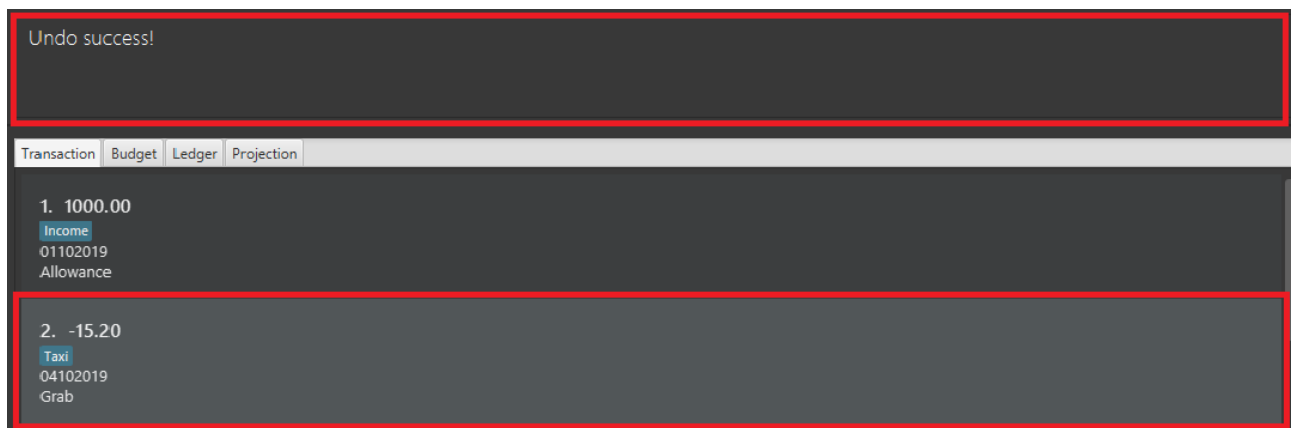 Undo success!
Transaction Budget Ledger Projection
1. 1000.00
Income
01102019
Allowance
2. -15.20
Taxi
04102019
Grab